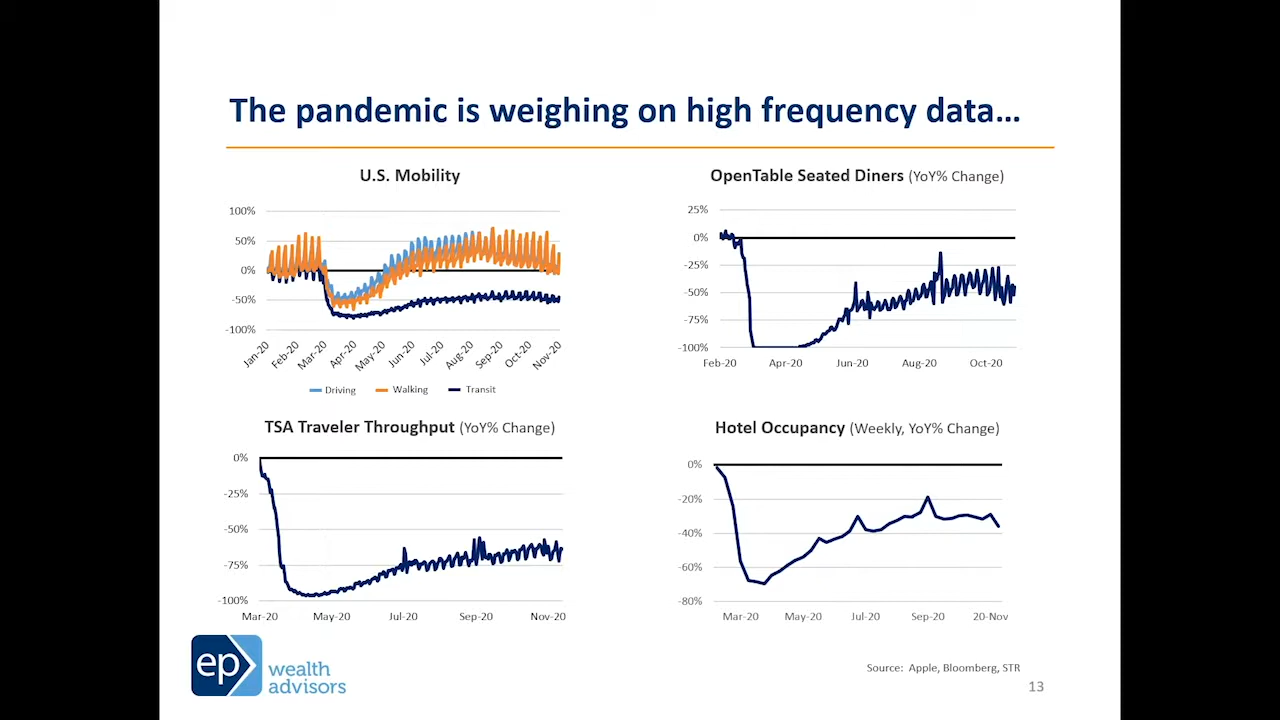 The pandemic is weighing on high frequency data…
U.S. Mobility
100%
50%
0%
-50%
-100%
Jan-20 Feb-20 Mar-20 Apr-20 May-20 Jun-20 Jul-20 Aug-20 Sep-20 Oct-20 Nov-20
Driving Walking Transit
OpenTable Seated Diners (YoY% Change)
25%
0%
-25%
-50%
-75%
-100%
Feb-20 Apr-20 Jun-20 Aug-20 Oct-20
TSA Traveler Throughput (YoY% Change)
0%
-25%
-50%
-75%
-100%
Mar-20 May-20 Jul-20 Sep-20 Nov-20
Hotel Occupancy (Weekly, YoY% Change)
0%
-20%
-40%
-60%
-80%
Mar-20 May-20 Jul-20 Sep-20 20-Nov
ep wealth
advisors
Source: Apple, Bloomberg, STR
13